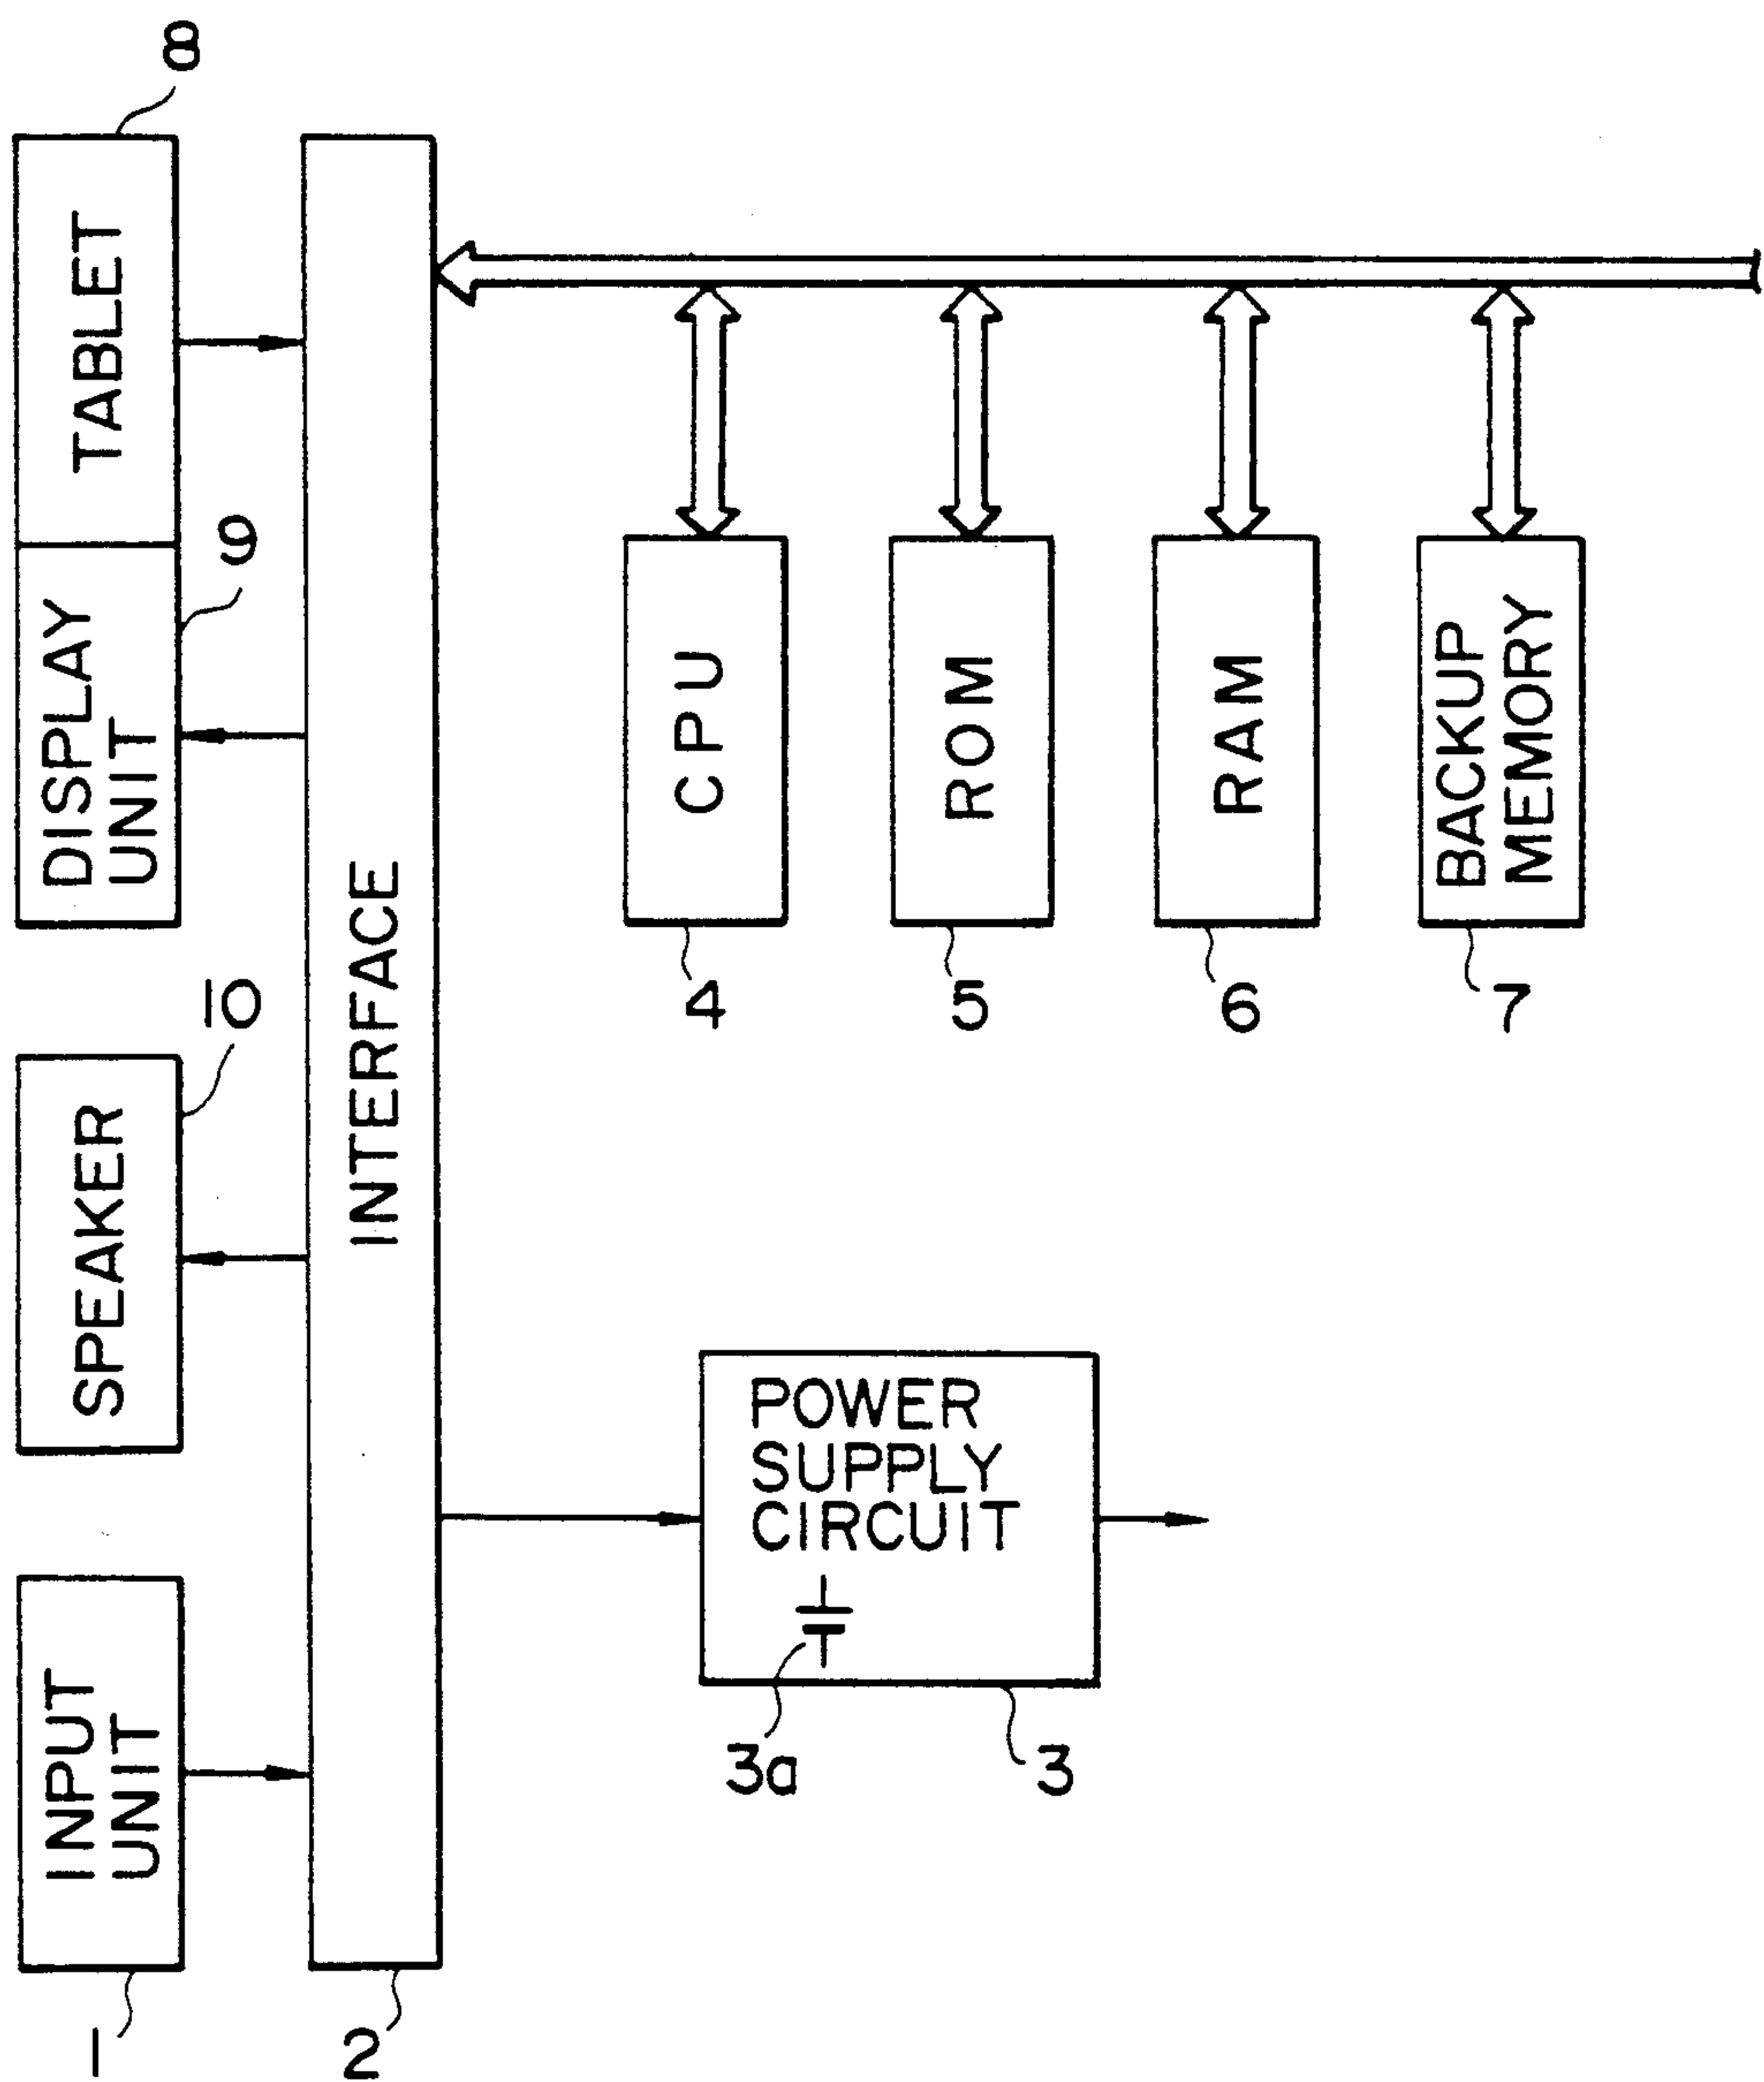 8
TABLET
9
DISPLAY
UNIT
10
SPEAKER
INPUT
UNIT
1
INTERFACE
2
CPU
4
ROM
5
RAM
6
BACKUP
MEMORY
7
POWER
SUPPLY
CIRCUIT
3a
3